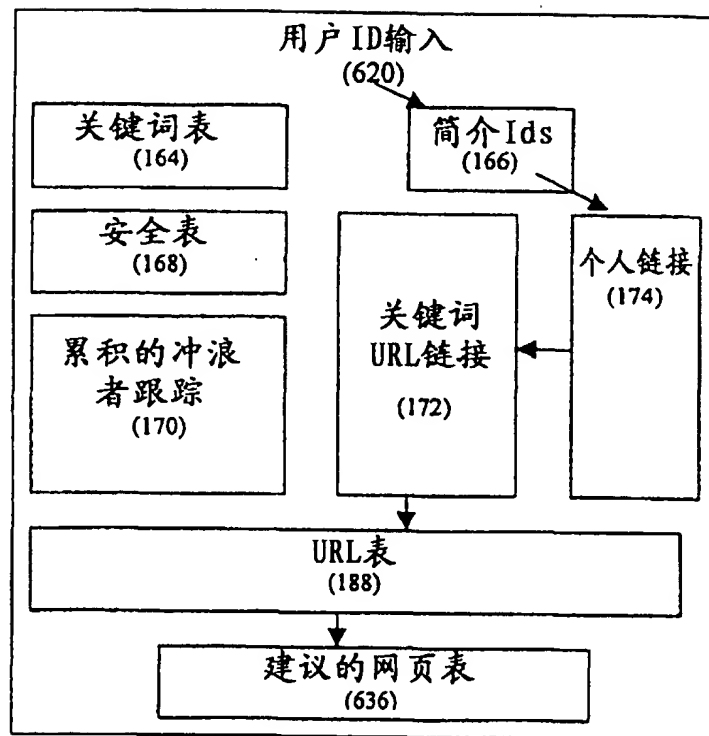 用户ID输入
(620)
关键词表
(164)
简介Ids
(166)
安全表
(168)
个人链接
(174)
关键词
URL链接
(172)
累积的冲浪
者跟踪
(170)
URL表
(188)
建议的网页表
(636)